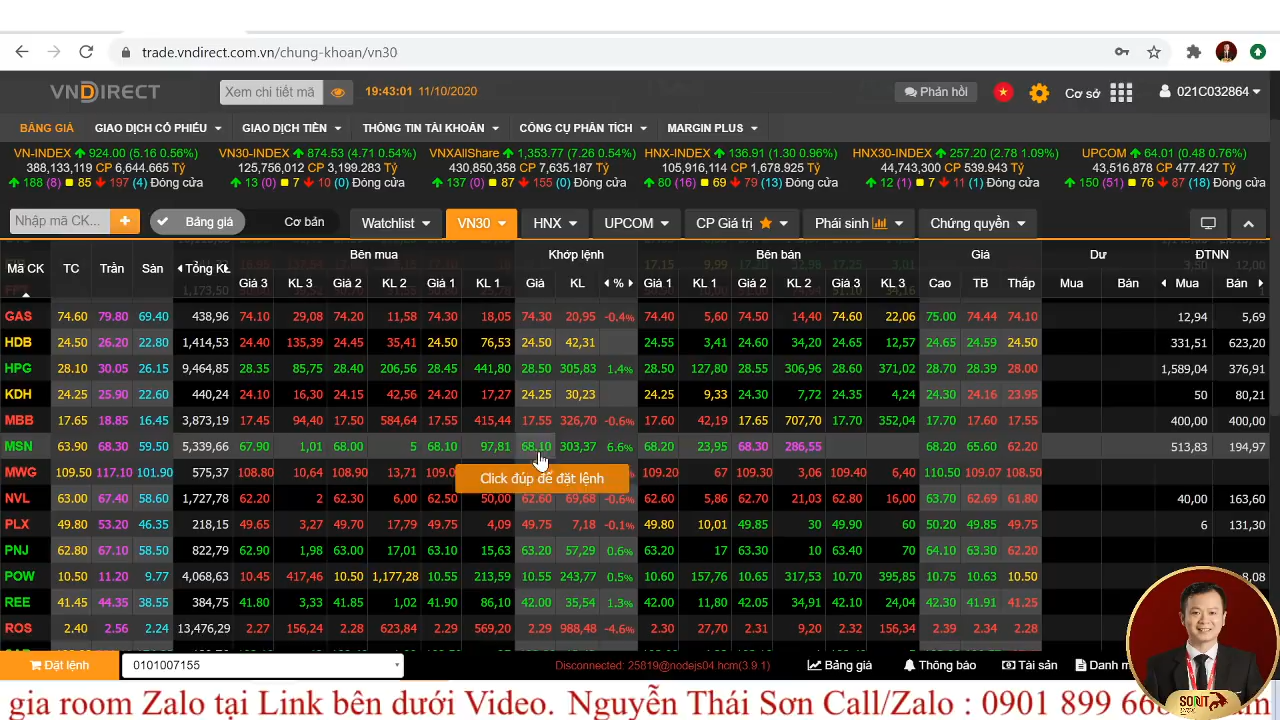 trade.vndirect.com.vn/chung-khoan/vn30
VNDIRECT Xem chi tiết mã 19:43:01 11/10/2020 Phản hồi Cơ sở 021C032864
BẢNG GIÁ GIAO DỊCH CỔ PHIẾU GIAO DỊCH TIỀN THÔNG TIN TÀI KHOẢN CÔNG CỤ PHÂN TÍCH MARGIN PLUS
VN-INDEX 924.00 (5.16 0.56%) VN30-INDEX 874.53 (4.71 0.54%) VNXAllShare 1,353.77 (7.26 0.54%) HNX-INDEX 136.91 (1.30 0.96%) HNX30-INDEX 257.20 (2.78 1.09%) UPCOM 64.01 (0.48 0.76%)
388,133,119 CP 6,644.665 Tỷ 125,756,012 CP 3,199.283 Tỷ 430,850,358 CP 7,635.187 Tỷ 105,916,114 CP 1,678.925 Tỷ 44,743,300 CP 539.943 Tỷ 43,516,878 CP 477.427 Tỷ
188 (8) 85 197 (4) Đóng cửa 13 (0) 7 10 (0) Đóng cửa 137 (0) 87 155 (0) Đóng cửa 80 (16) 69 79 (13) Đóng cửa 12 (1) 7 11 (1) Đóng cửa 150 (51) 76 87 (18) Đóng cửa
Nhập mã CK... + Bảng giá Cơ bản Watchlist VN30 HNX UPCOM CP Giá trị Phái sinh Chứng quyền
Bên mua Khớp lệnh Bên bán Giá Dư ĐTNN
Mã CK TC Trần Sàn Tổng KL Giá 3 KL 3 Giá 2 KL 2 Giá 1 KL 1 Giá KL % Giá 1 KL 1 Giá 2 KL 2 Giá 3 KL 3 Cao TB Thấp Mua Bán Mua Bán
GAS 74.60 79.80 69.40 438,96 74.10 29,08 74.20 11,58 74.30 18,05 74.30 20,95 -0.4% 74.40 5,60 74.50 14,40 74.60 22,06 75.00 74.44 74.10 12,94 5,69
HDB 24.50 26.20 22.80 1,414,53 24.40 135,39 24.45 35,41 24.50 76,53 24.50 42,31 24.55 3,41 24.60 34,20 24.65 12,57 24.65 24.59 24.50 331,51 623,20
HPG 28.10 30.05 26.15 9,464,85 28.35 85,75 28.40 206,56 28.45 441,80 28.50 305,83 1.4% 28.50 127,80 28.55 306,96 28.60 371,02 28.70 28.39 28.00 1,589,04 376,91
KDH 24.25 25.90 22.60 440,24 24.10 16,30 24.15 42,56 24.20 17,27 24.25 30,23 24.25 9,33 24.30 7,72 24.35 4,24 24.30 24.16 23.95 50 80,21
MBB 17.65 18.85 16.45 3,873,19 17.45 94,40 17.50 584,64 17.55 415,44 17.55 326,70 -0.6% 17.60 42,19 17.65 707,70 17.70 352,04 17.70 17.60 17.55 400,00 400,00
MSN 63.90 68.30 59.50 5,339,66 67.90 1,01 68.00 5 68.10 97,81 68.10 303,37 6.6% 68.20 23,95 68.30 286,55 68.20 65.60 62.20 513,83 194,97
MWG 109.50 117.10 101.90 575,37 108.80 10,64 108.90 13,71 109.20 67 109.30 3,06 109.40 6,40 110.50 109.07 108.50
Click đúp để đặt lệnh
NVL 63.00 67.40 58.60 1,727,78 62.20 2 62.30 6,00 62.50 50,00 62.60 69,68 -0.6% 62.60 5,86 62.70 21,03 62.80 16,00 63.70 62.69 61.80 40,00 163,60
PLX 49.80 53.20 46.35 218,15 49.65 3,27 49.70 17,79 49.75 4,09 49.75 7,18 -0.1% 49.80 10,01 49.85 30 49.90 60 50.20 49.85 49.75 6 131,30
PNJ 62.80 67.10 58.50 822,79 62.90 1,98 63.00 17,01 63.10 15,63 63.20 57,29 0.6% 63.20 17 63.30 10 63.40 70 64.10 63.30 62.20
POW 10.50 11.20 9.77 4,068,63 10.45 417,46 10.50 1,177,28 10.55 213,59 10.55 243,77 0.5% 10.60 157,76 10.65 317,53 10.70 395,85 10.75 10.63 10.50 8,08
REE 41.45 44.35 38.55 384,75 41.80 3,33 41.85 1,02 41.90 86,10 42.00 35,54 1.3% 42.00 11,80 42.05 34,91 42.10 24,04 42.30 41.91 41.25
ROS 2.40 2.56 2.24 13,476,29 2.27 156,24 2.28 623,84 2.29 569,20 2.29 988,48 -4.6% 2.30 27,70 2.31 9,20 2.32 156,34 2.39 2.34 2.28
Đặt lệnh 0101007155 Disconnected: 25819@nodejs04.hcm(3.9.1) Bảng giá Thông báo Tài sản Danh m
gia room Zalo tại Link bên dưới Video. Nguyễn Thái Sơn Call/Zalo : 0901 899 66